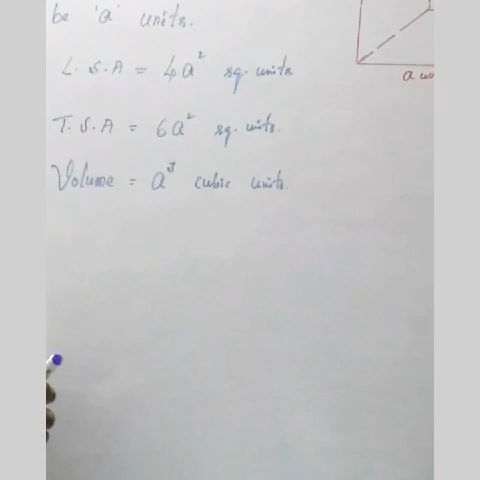 be 'a' units.
L.S.A = 4a² sq. units
a
T.S.A = 6a² sq. units.
Volume = a³ cubic units.